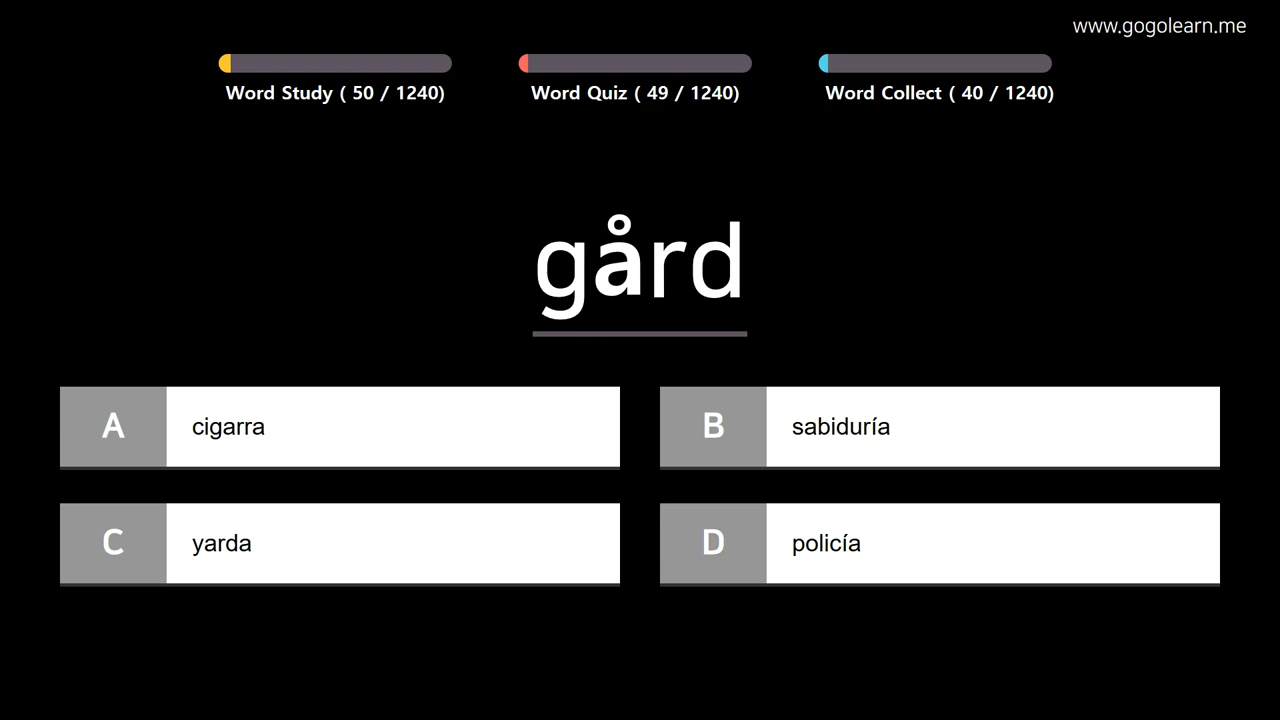 www.gogolearn.me
Word Study ( 50 / 1240)
Word Quiz ( 49 / 1240)
Word Collect ( 40 / 1240)
gård
A cigarra
B sabiduría
C yarda
D policía